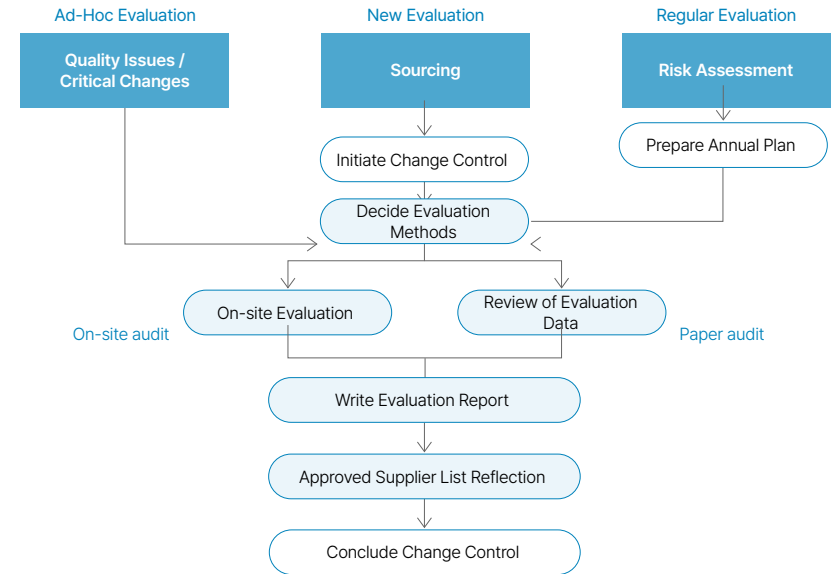 Ad-Hoc Evaluation
New Evaluation
Regular Evaluation
Quality Issues /
Critical Changes
Sourcing
Risk Assessment
Prepare Annual Plan
Initiate Change Control
Decide Evaluation
Methods
On-site Evaluation
Review of Evaluation
Data
On-site audit
Paper audit
Write Evaluation Report
Approved Supplier List Reflection
Conclude Change Control